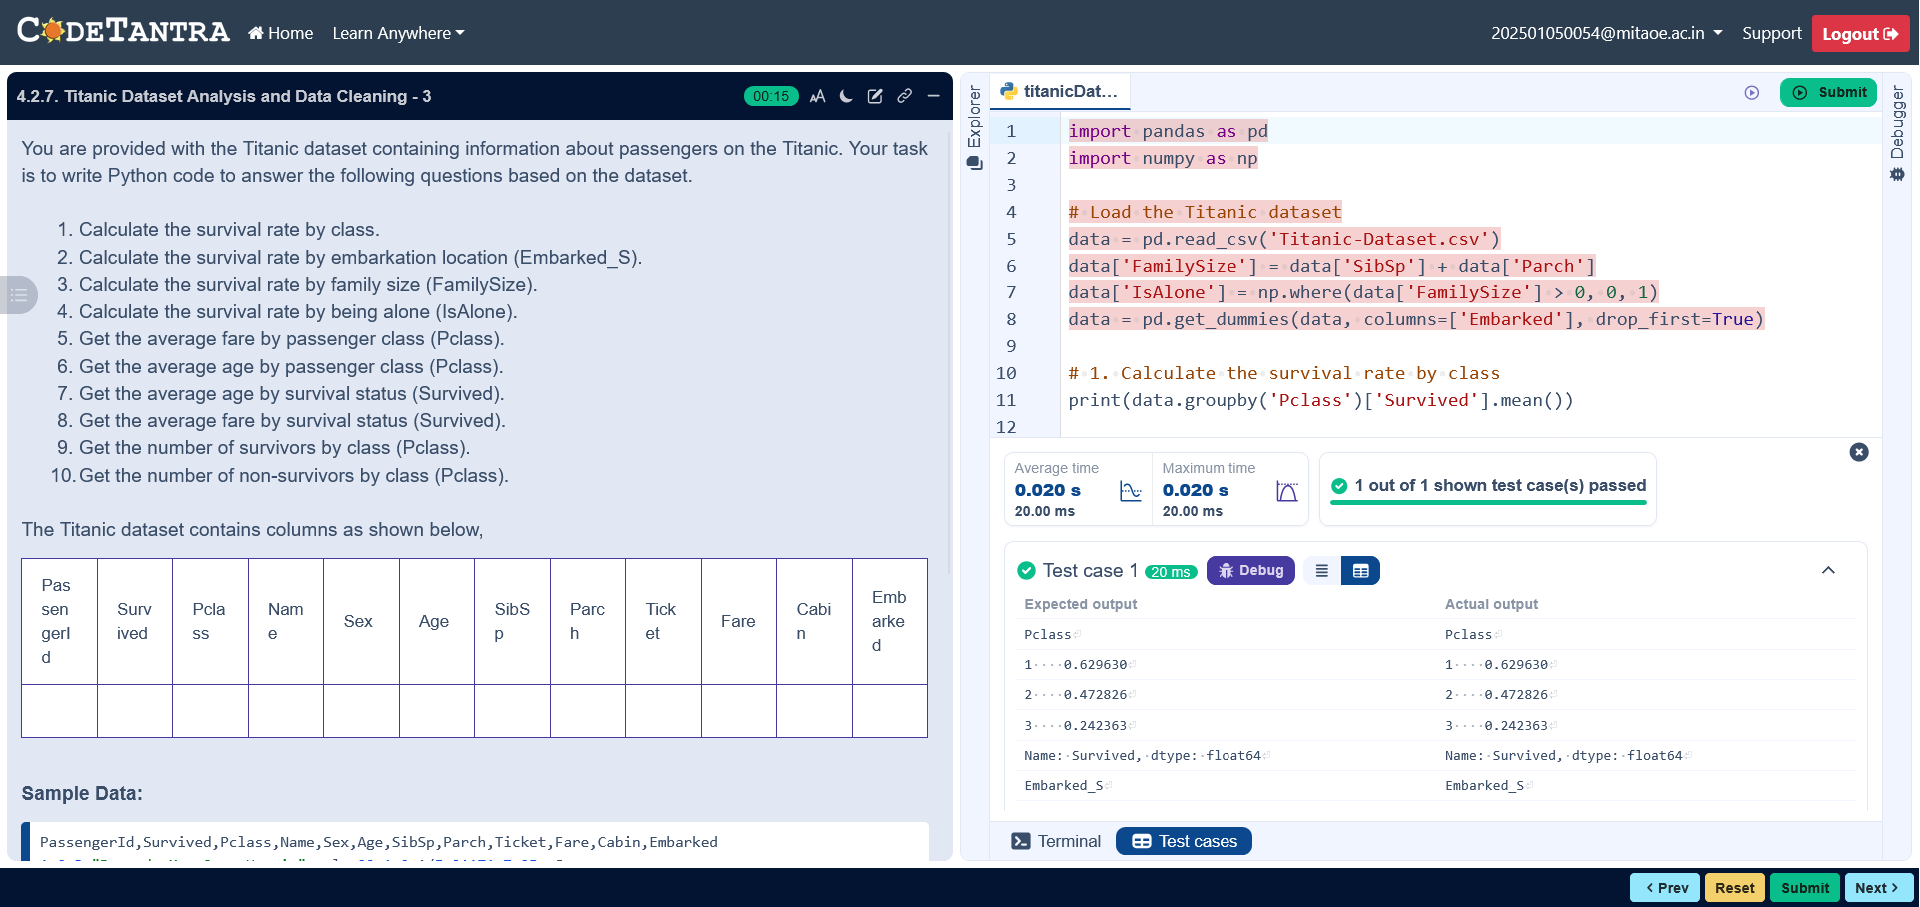 CODETANTRA
Home
Learn Anywhere
202501050054@mitaoe.ac.in
Support
Logout
4.2.7. Titanic Dataset Analysis and Data Cleaning - 3
00:15
You are provided with the Titanic dataset containing information about passengers on the Titanic. Your task
is to write Python code to answer the following questions based on the dataset.
1. Calculate the survival rate by class.
2. Calculate the survival rate by embarkation location (Embarked_S).
3. Calculate the survival rate by family size (FamilySize).
4. Calculate the survival rate by being alone (IsAlone).
5. Get the average fare by passenger class (Pclass).
6. Get the average age by passenger class (Pclass).
7. Get the average age by survival status (Survived).
8. Get the average fare by survival status (Survived).
9. Get the number of survivors by class (Pclass).
10. Get the number of non-survivors by class (Pclass).
The Titanic dataset contains columns as shown below,
Pas
sen
gerI
d
Surv
ived
Pcla
ss
Nam
e
Sex
Age
SibS
p
Parc
h
Tick
et
Fare
Cabi
n
Emb
arke
d
Sample Data:
PassengerId,Survived,Pclass,Name,Sex,Age,SibSp,Parch,Ticket,Fare,Cabin,Embarked
Explorer
titanicDat...
Submit
Debugger
1 import pandas as pd
2 import numpy as np
3
4 # Load the Titanic dataset
5 data = pd.read_csv('Titanic-Dataset.csv')
6 data['FamilySize'] = data['SibSp'] + data['Parch']
7 data['IsAlone'] = np.where(data['FamilySize'] > 0, 0, 1)
8 data = pd.get_dummies(data, columns=['Embarked'], drop_first=True)
9
10 # 1. Calculate the survival rate by class
11 print(data.groupby('Pclass')['Survived'].mean())
12
Average time
0.020 s
20.00 ms
Maximum time
0.020 s
20.00 ms
1 out of 1 shown test case(s) passed
Test case 1
20 ms
Debug
Expected output
Actual output
Pclass
Pclass
1····0.629630
1····0.629630
2····0.472826
2····0.472826
3····0.242363
3····0.242363
Name:·Survived,·dtype:·float64
Name:·Survived,·dtype:·float64
Embarked_S
Embarked_S
Terminal
Test cases
Prev
Reset
Submit
Next